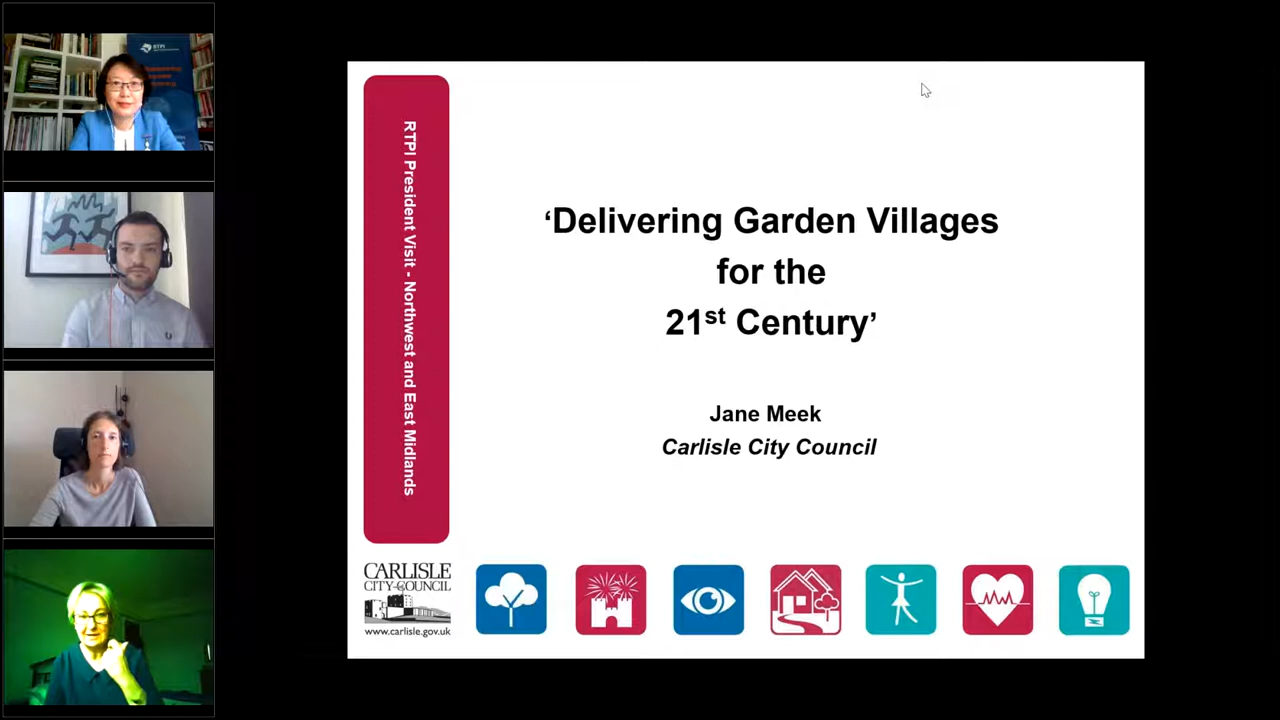 RTPI
RTPI President Visit - Northwest and East Midlands
‘Delivering Garden Villages
for the
21st Century’
Jane Meek
Carlisle City Council
CARLISLE
CITY-COUNCIL
www.carlisle.gov.uk